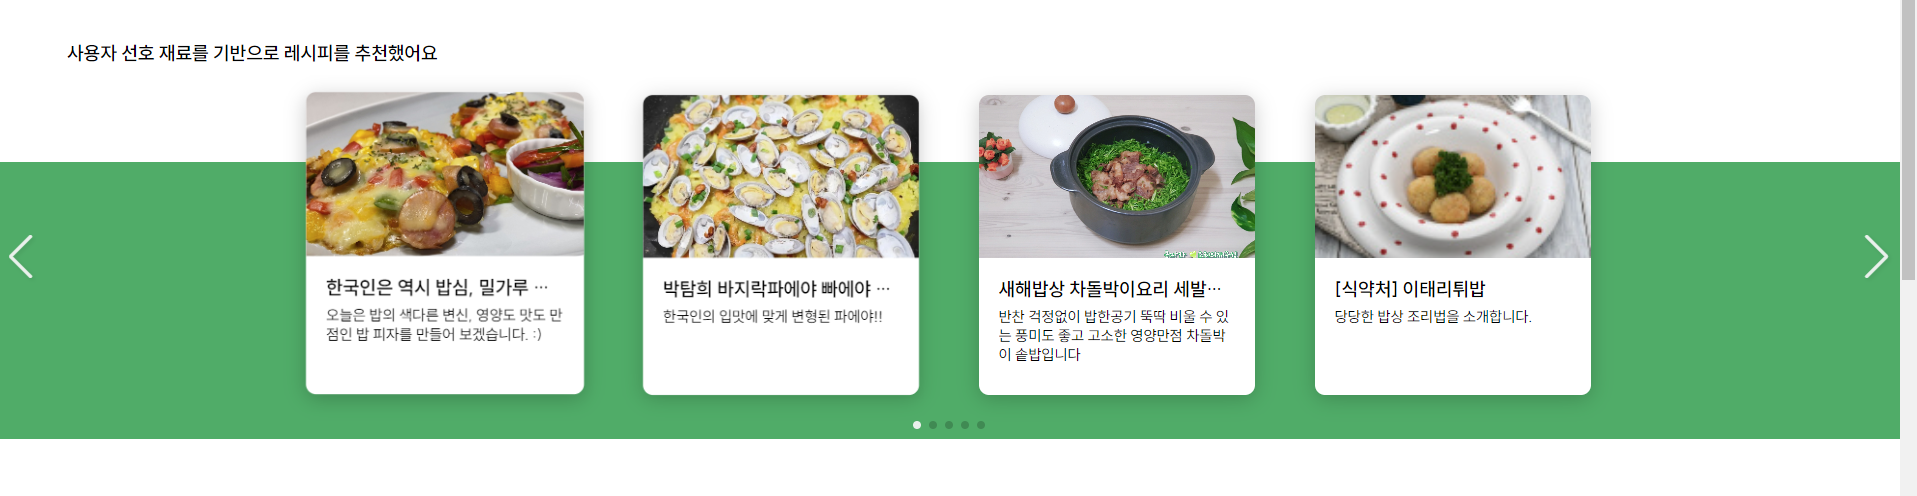 사용자 선호 재료를 기반으로 레시피를 추천했어요
한국인은 역시 밥심, 밀가루 ···
오늘은 밥의 색다른 변신, 영양도 맛도 만
점인 밥 피자를 만들어 보겠습니다. :)
박탐희 바지락파에야 빠에야 ···
한국인의 입맛에 맞게 변형된 파에야!!
새해밥상 차돌박이요리 세발···
반찬 걱정없이 밥한공기 뚝딱 비울 수 있
는 풍미도 좋고 고소한 영양만점 차돌박
이 솥밥입니다
[식약처] 이태리튀밥
당당한 밥상 조리법을 소개합니다.